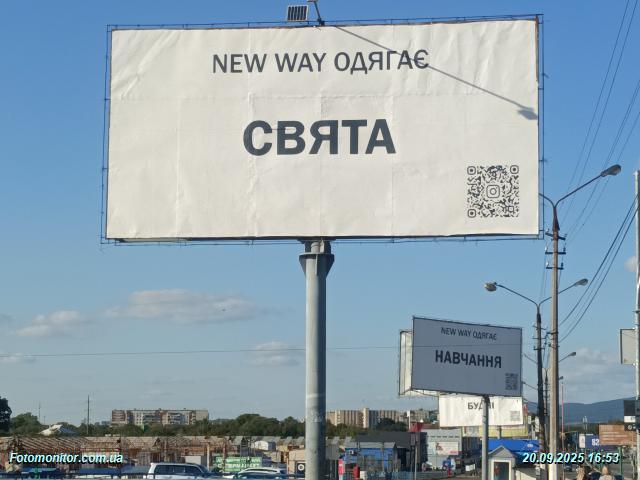 NEW WAY ОДЯГАЄ
СВЯТА
NEW WAY ОДЯГАЄ
НАВЧАННЯ
Fotomonitor.com.ua
20.09.2025 16:53